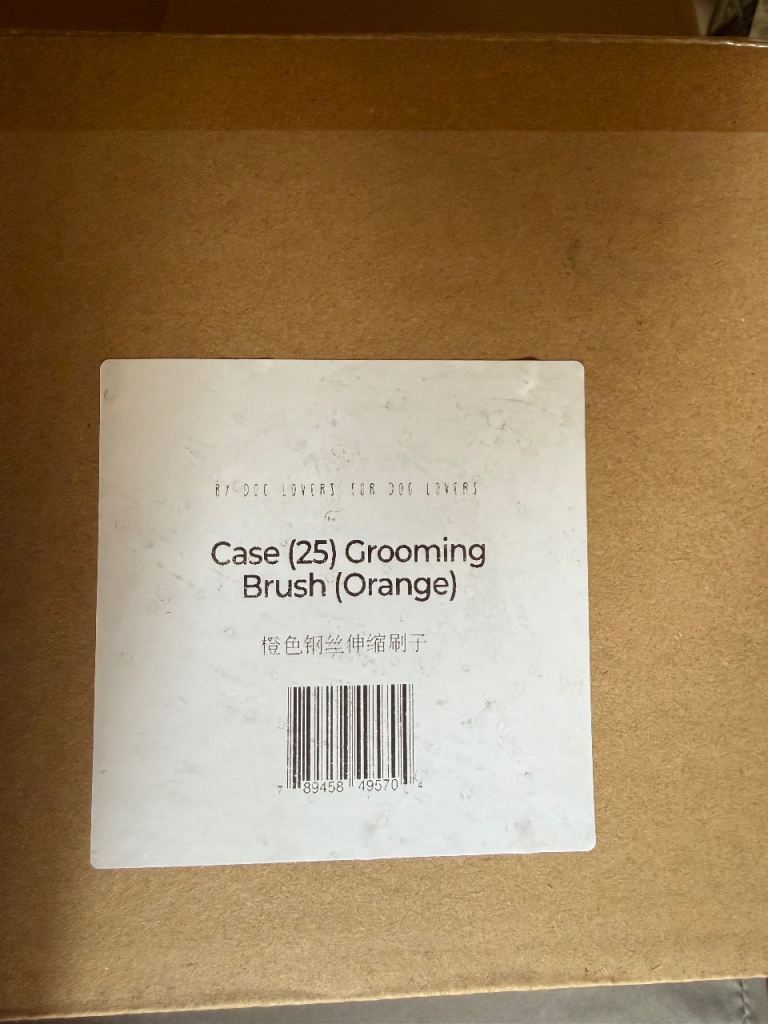 BY DOG LOVERS FOR DOG LOVERS
Case (25) Grooming
Brush (Orange)
橙色钢丝伸缩刷子
7 89458 49570 4